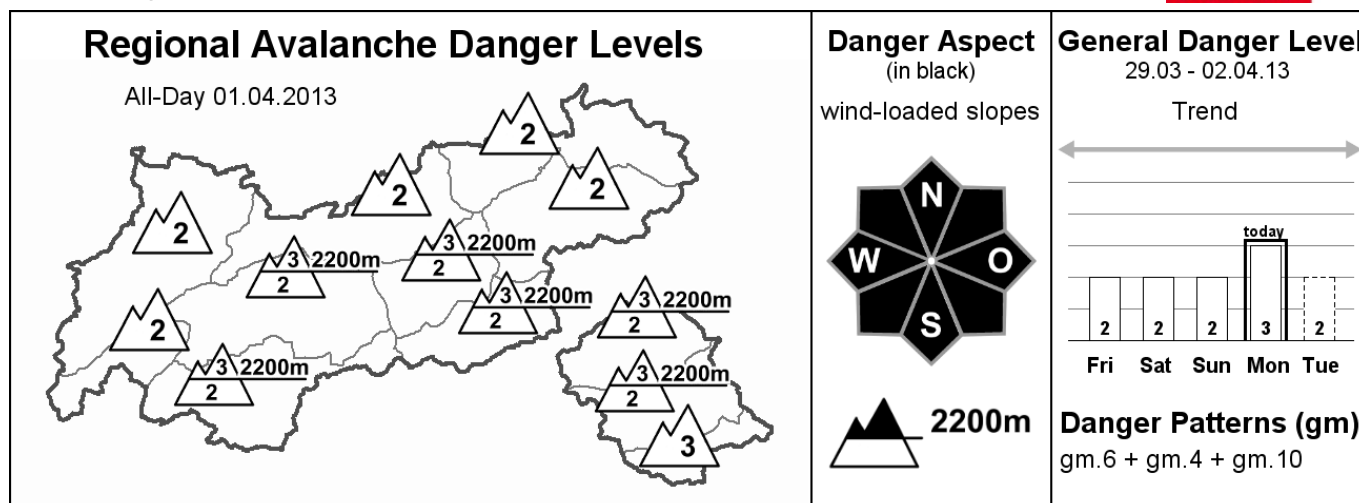 Regional Avalanche Danger Levels
All-Day 01.04.2013
2
2
2
2
3 2200m
2
3 2200m
2
3 2200m
2
2
3 2200m
2
3 2200m
2
3 2200m
2
3
Danger Aspect
(in black)
wind-loaded slopes
N
W O
S
2200m
General Danger Level
29.03 - 02.04.13
Trend
today
2 2 2 3 2
Fri Sat Sun Mon Tue
Danger Patterns (gm)
gm.6 + gm.4 + gm.10